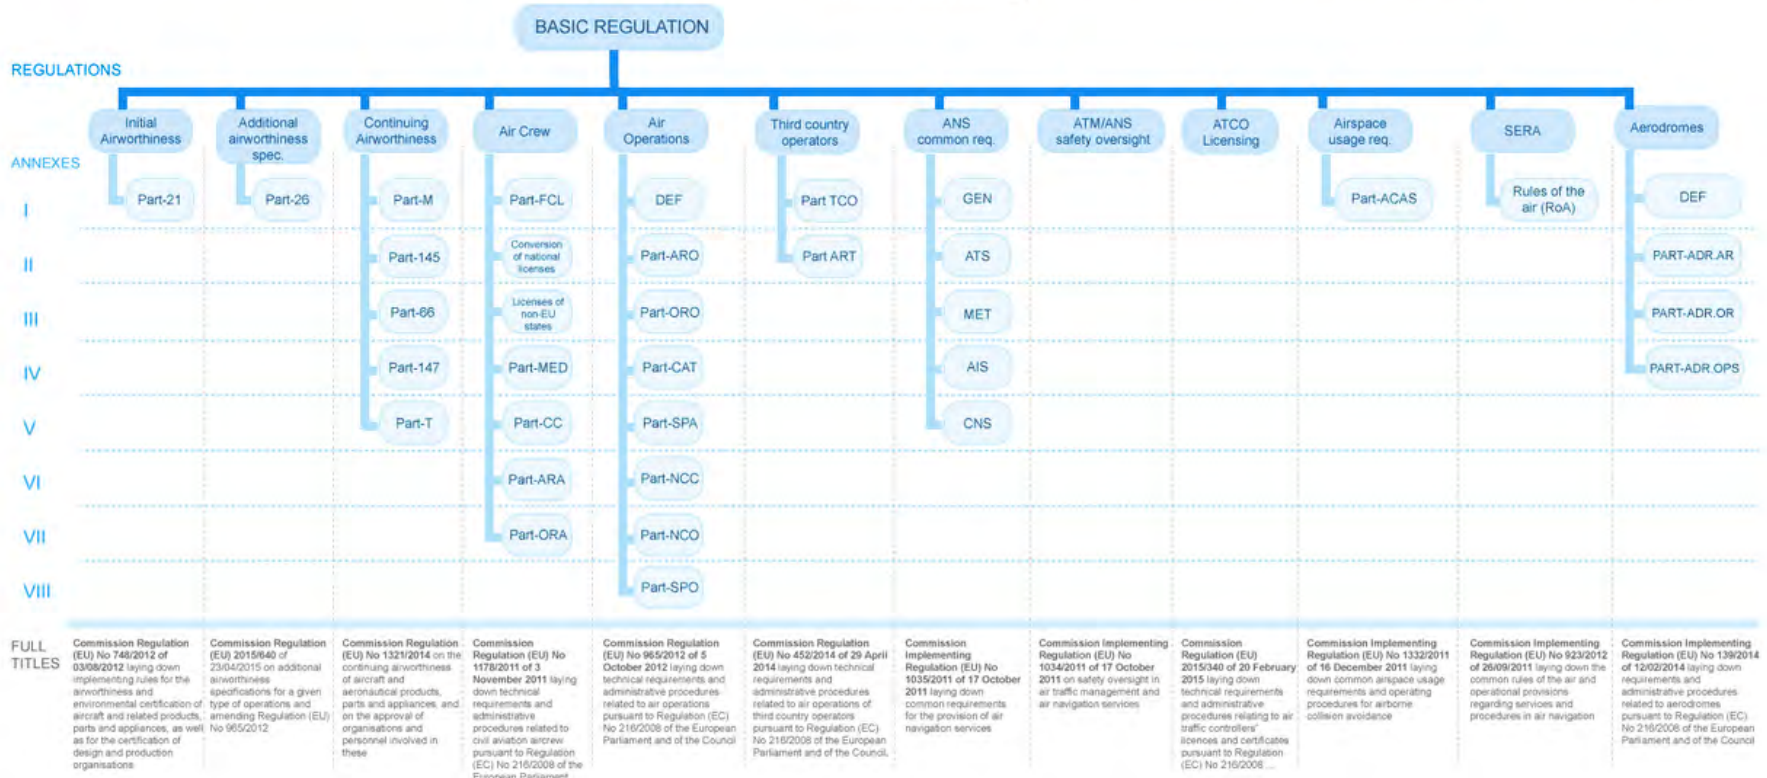 BASIC REGULATION
REGULATIONS
Initial
Airworthiness
Additional
airworthiness
spec.
Continuing
Airworthiness
Air Crew
Air
Operations
Third country
operators
ANS
common req.
ATM/ANS
safety oversight
ATCO
Licensing
Airspace
usage req.
SERA
Aerodromes
ANNEXES
I
Part-21
Part-26
Part-M
Part-FCL
DEF
Part TCO
GEN
Part-ACAS
Rules of the
air (RoA)
DEF
II
Part-145
Conversion
of national
licenses
Part-ARO
Part ART
ATS
PART-ADR.AR
III
Part-66
Licenses of
non-EU
states
Part-ORO
MET
PART-ADR.OR
IV
Part-147
Part-MED
Part-CAT
AIS
PART-ADR.OPS
V
Part-T
Part-CC
Part-SPA
CNS
VI
Part-ARA
Part-NCC
VII
Part-ORA
Part-NCO
VIII
Part-SPO
FULL
TITLES
Commission Regulation
(EU) No 748/2012 of
03/08/2012 laying down
implementing rules for the
airworthiness and
environmental certification of
aircraft and related products,
parts and appliances, as well
as for the certification of
design and production
organisations
Commission Regulation
(EU) 2015/640 of
23/04/2015 on additional
airworthiness
specifications for a given
type of operations and
amending Regulation (EU)
No 965/2012
Commission Regulation
(EU) No 1321/2014 on the
continuing airworthiness
of aircraft and
aeronautical products,
parts and appliances, and
on the approval of
organisations and
personnel involved in
these
Commission
Regulation (EU) No
1178/2011 of 3
November 2011 laying
down technical
requirements and
administrative
procedures related to
civil aviation aircrew
pursuant to Regulation
(EC) No 216/2008 of the
European Parliament
Commission Regulation
(EU) No 965/2012 of 5
October 2012 laying down
technical requirements and
administrative procedures
related to air operations
pursuant to Regulation (EC)
No 216/2008 of the European
Parliament and of the Council
Commission Regulation
(EU) No 452/2014 of 29 April
2014 laying down technical
requirements and
administrative procedures
related to air operations of
third country operators
pursuant to Regulation (EC)
No 216/2008 of the European
Parliament and of the Council,
Commission
Implementing
Regulation (EU) No
1035/2011 of 17 October
2011 laying down
common requirements
for the provision of air
navigation services
Commission Implementing
Regulation (EU) No
1034/2011 of 17 October
2011 on safety oversight in
air traffic management and
air navigation services
Commission
Regulation (EU)
2015/340 of 20 February
2015 laying down
technical requirements
and administrative
procedures relating to air
traffic controllers'
licences and certificates
pursuant to Regulation
(EC) No 216/2008 ...
Commission Implementing
Regulation (EU) No 1332/2011
of 16 December 2011 laying
down common airspace usage
requirements and operating
procedures for airborne
collision avoidance
Commission Implementing
Regulation (EU) No 923/2012
of 26/09/2011 laying down the
common rules of the air and
operational provisions
regarding services and
procedures in air navigation
Commission Implementing
Regulation (EU) No 139/2014
of 12/02/2014 laying down
requirements and
administrative procedures
related to aerodromes
pursuant to Regulation (EC)
No 216/2008 of the European
Parliament and of the Council